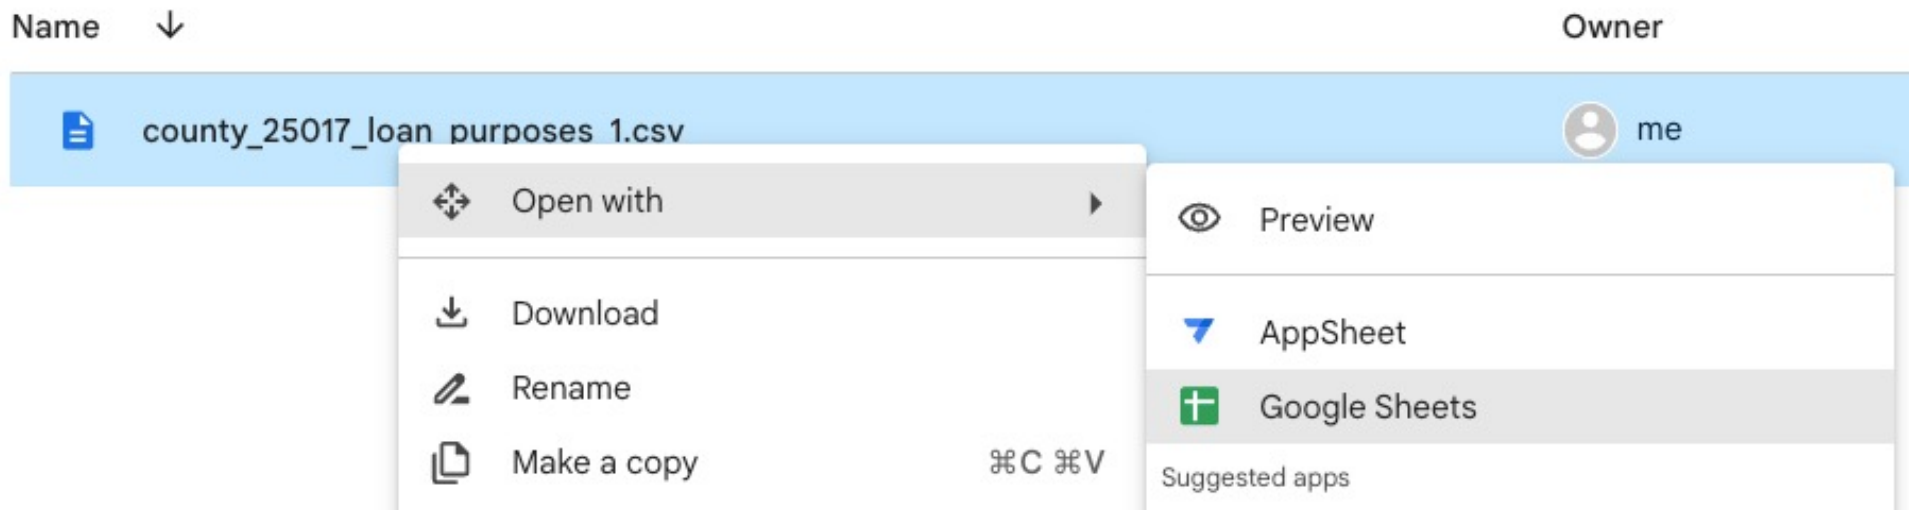 Name ↓ Owner
county_25017_loan_purposes_1.csv me
Open with
Download
Rename
Make a copy ⌘C ⌘V
Preview
AppSheet
Google Sheets
Suggested apps